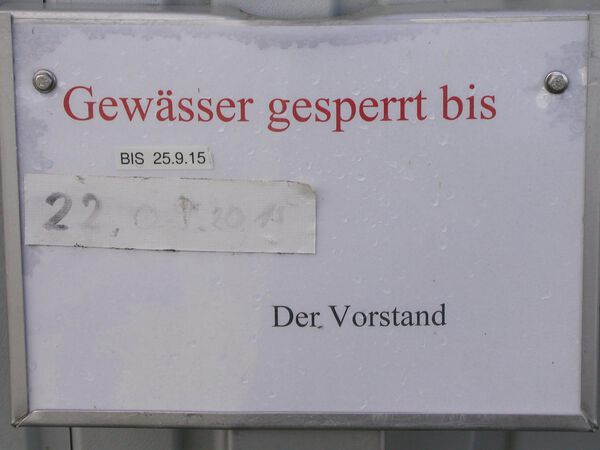 Gewässer gesperrt bis
BIS 25.9.15
22.
Der Vorstand